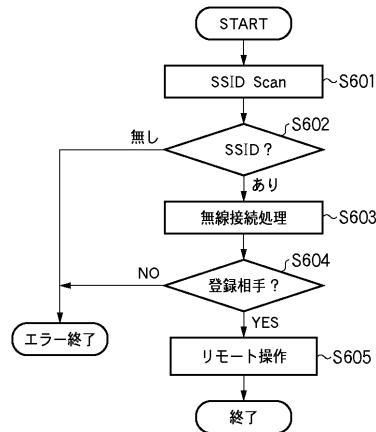 START
SSID Scan
S601
S602
無し
SSID？
あり
無線接続処理
S603
S604
NO
登録相手？
YES
エラー終了
リモート操作
S605
終了